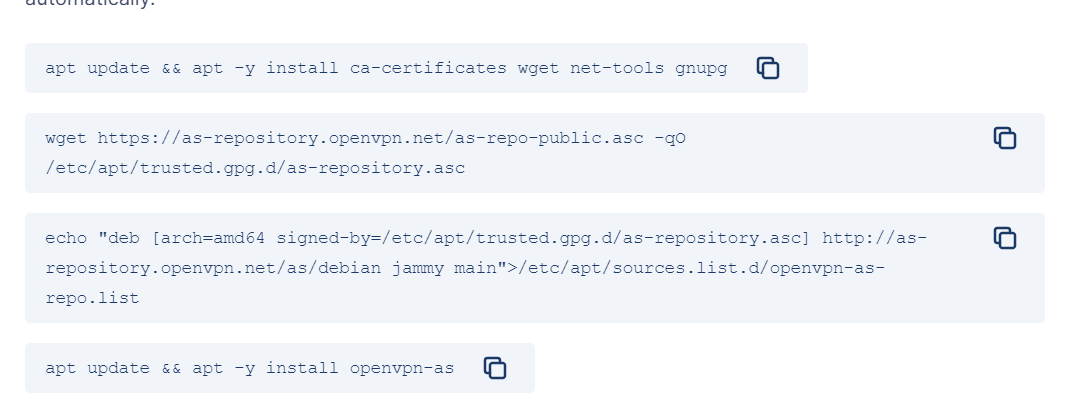 automatically.
apt update && apt -y install ca-certificates wget net-tools gnupg
wget https://as-repository.openvpn.net/as-repo-public.asc -qO
/etc/apt/trusted.gpg.d/as-repository.asc
echo "deb [arch=amd64 signed-by=/etc/apt/trusted.gpg.d/as-repository.asc] http://as-
repository.openvpn.net/as/debian jammy main">/etc/apt/sources.list.d/openvpn-as-
repo.list
apt update && apt -y install openvpn-as